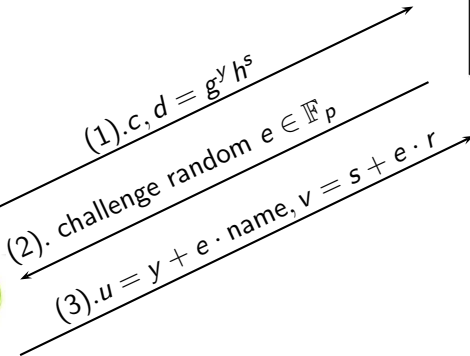 (1).c, d = g^y h^s
(2). challenge random e ∈ 𝔽_p
(3).u = y + e · name, v = s + e · r